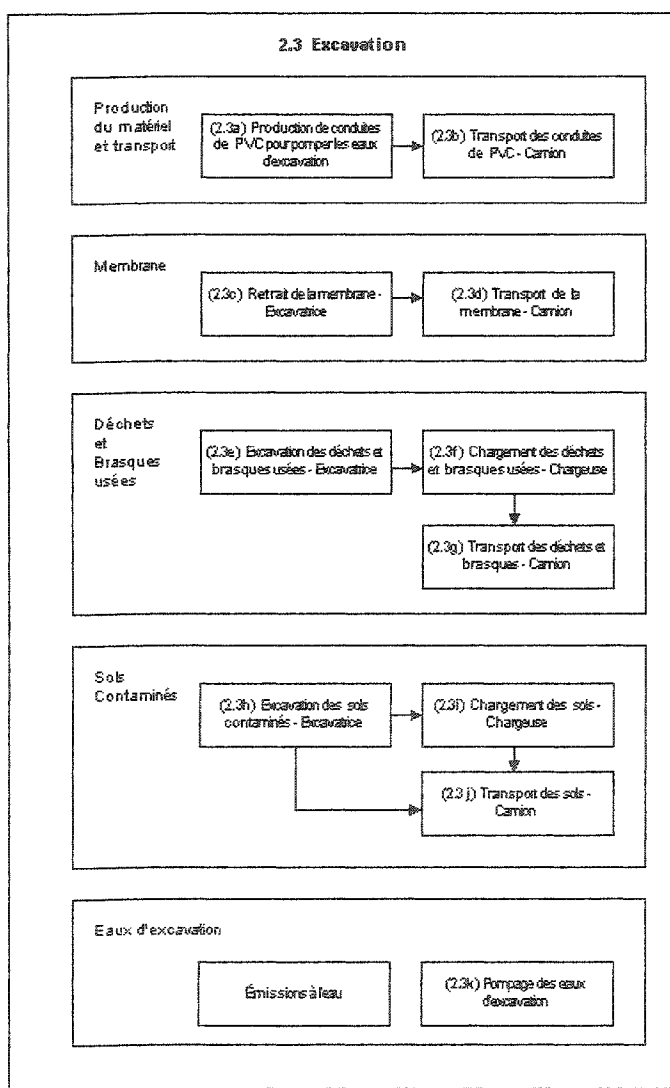 2.3 Excavation
Production
du matériel
et transport
(2.3a) Production de conduites
de PVC pour pomper les eaux
d'excavation
(2.3b) Transport des conduites
de PVC - Camion
Membrane
(2.3c) Retrait de la membrane -
Excavatrice
(2.3d) Transport de la
membrane - Camion
Déchets
et
Brasques
usées
(2.3e) Excavation des déchets et
brasques usées - Excavatrice
(2.3f) Chargement des déchets
et brasques usées - Chargeuse
(2.3g) Transport des déchets et
brasques - Camion
Sols
Contaminés
(2.3h) Excavation des sols
contaminés - Excavatrice
(2.3i) Chargement des sols -
Chargeuse
(2.3 j) Transport des sols -
Camion
Eaux d'excavation
Émissions à l'eau
(2.3k) Pompage des eaux
d'excavation